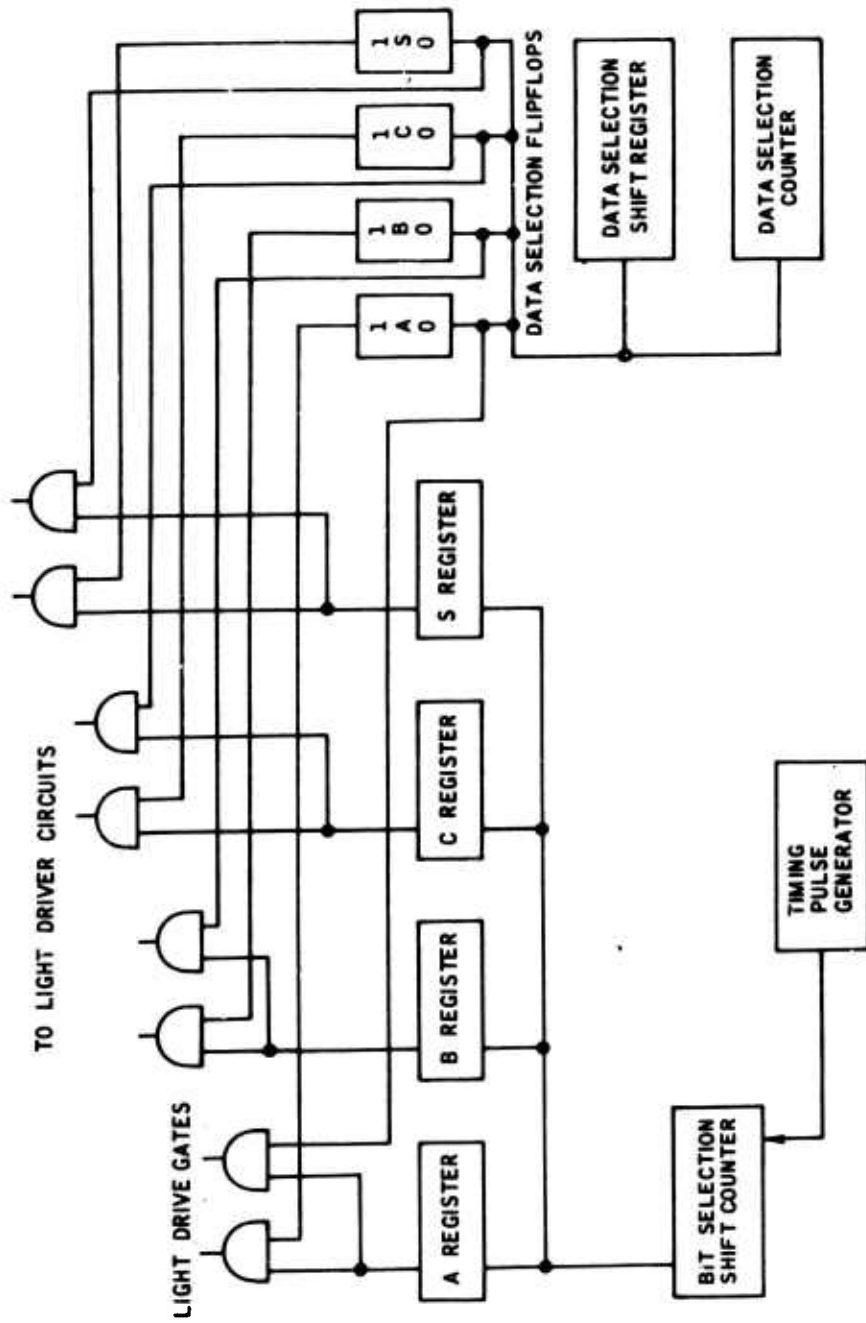 TO LIGHT DRIVER CIRCUITS
LIGHT DRIVE GATES
A REGISTER
B REGISTER
C REGISTER
S REGISTER
1
A
0
1
B
0
1
C
0
1
S
0
DATA SELECTION FLIPFLOPS
DATA SELECTION
SHIFT REGISTER
DATA SELECTION
COUNTER
BIT SELECTION
SHIFT COUNTER
TIMING
PULSE
GENERATOR